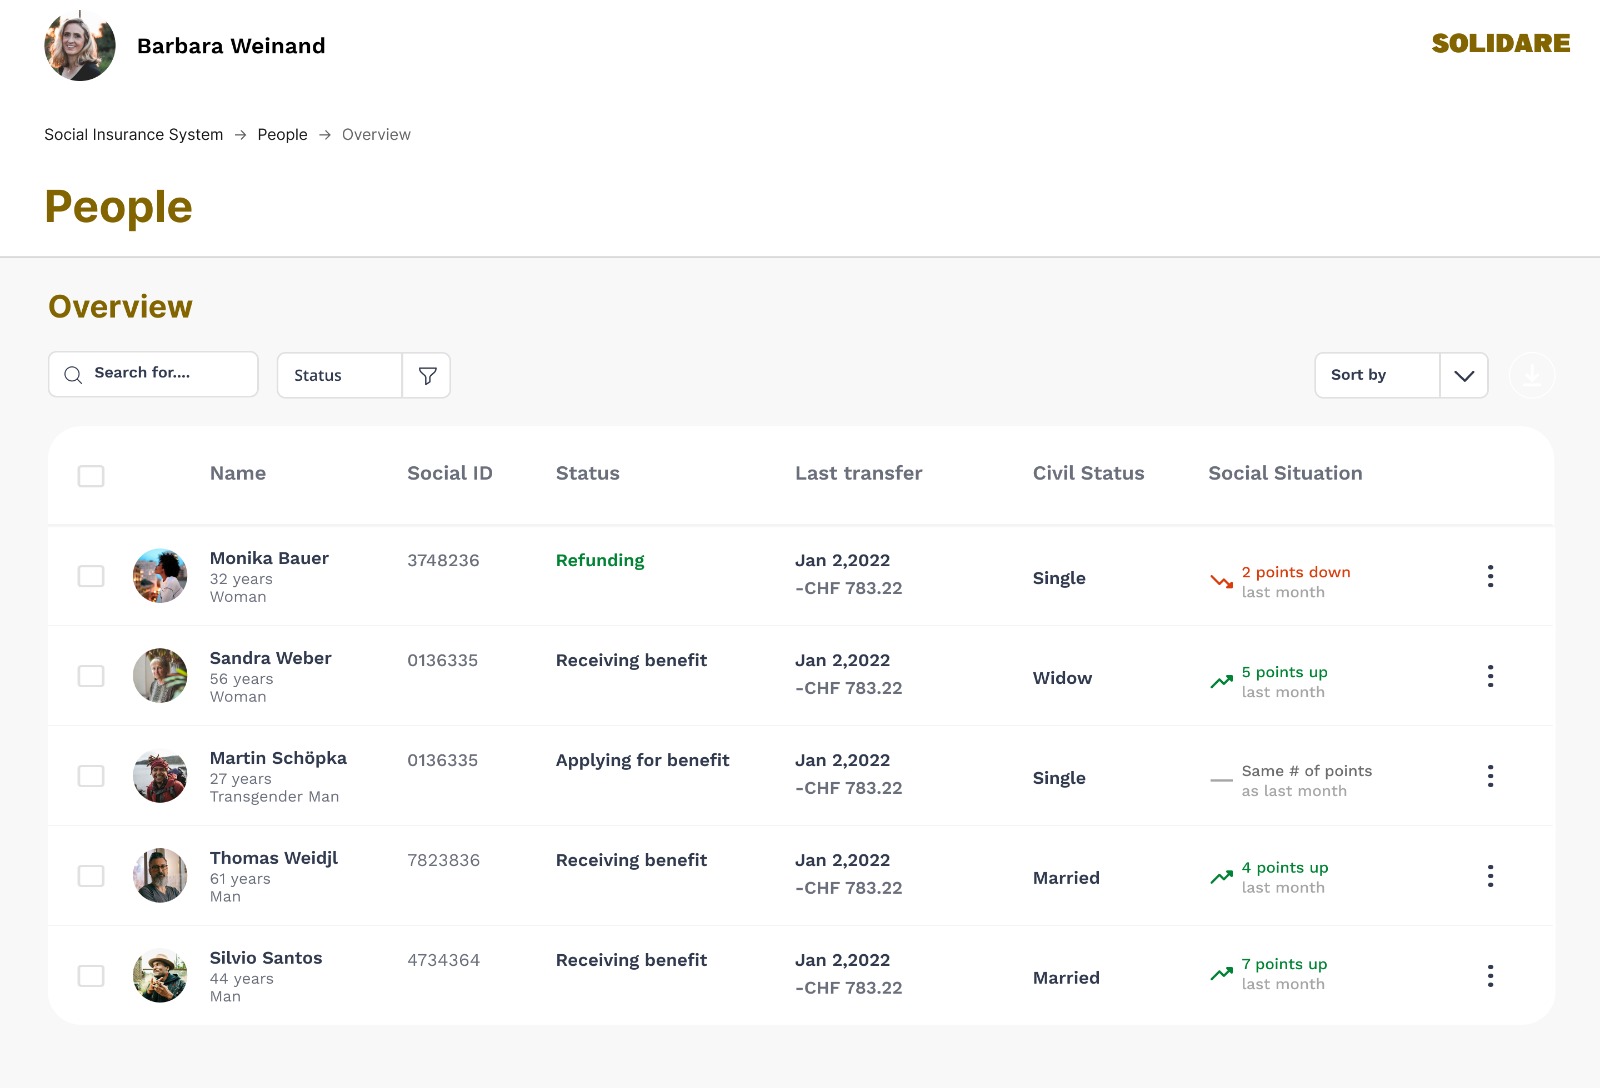 Barbara Weinand
SOLIDARE
Social Insurance System → People → Overview
People
Overview
Search for....
Status
Sort by
Name Social ID Status Last transfer Civil Status Social Situation
Monika Bauer
32 years
Woman
3748236
Refunding
Jan 2,2022
-CHF 783.22
Single
2 points down
last month
Sandra Weber
56 years
Woman
0136335
Receiving benefit
Jan 2,2022
-CHF 783.22
Widow
5 points up
last month
Martin Schöpka
27 years
Transgender Man
0136335
Applying for benefit
Jan 2,2022
-CHF 783.22
Single
Same # of points
as last month
Thomas Weidjl
61 years
Man
7823836
Receiving benefit
Jan 2,2022
-CHF 783.22
Married
4 points up
last month
Silvio Santos
44 years
Man
4734364
Receiving benefit
Jan 2,2022
-CHF 783.22
Married
7 points up
last month